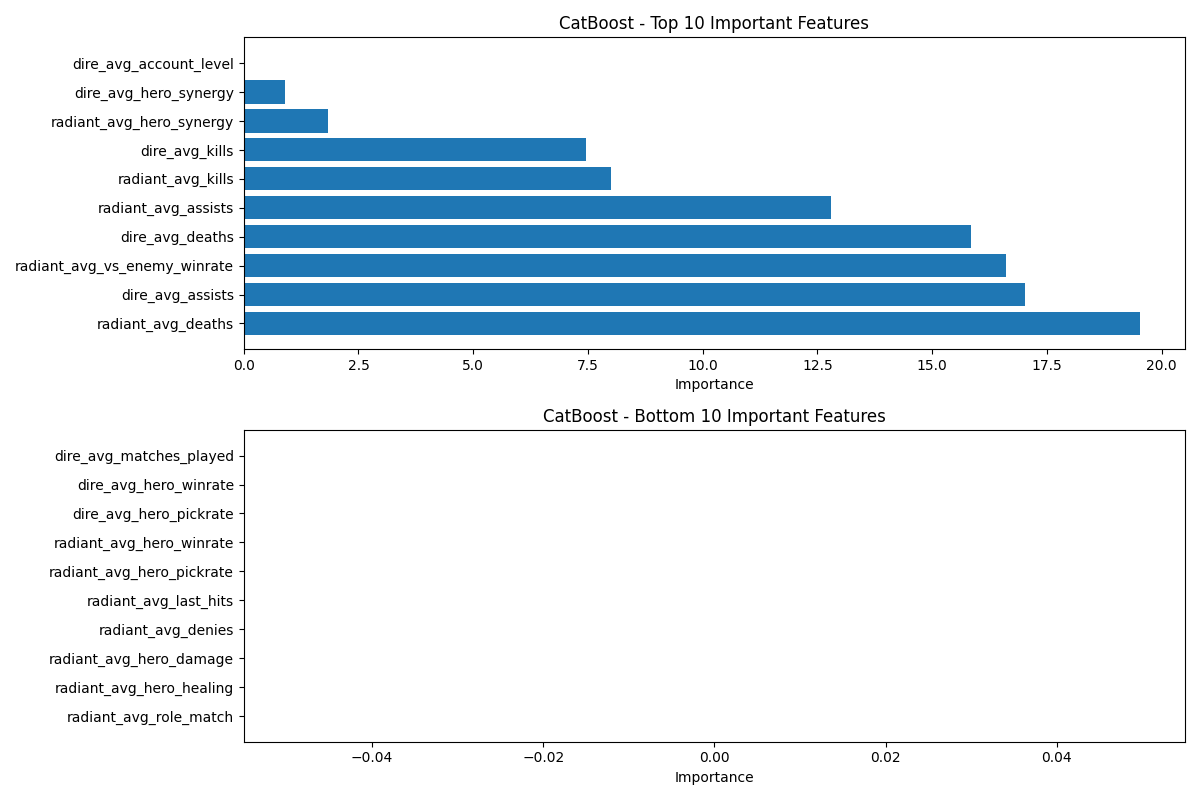 CatBoost - Top 10 Important Features
dire_avg_account_level
dire_avg_hero_synergy
radiant_avg_hero_synergy
dire_avg_kills
radiant_avg_kills
radiant_avg_assists
dire_avg_deaths
radiant_avg_vs_enemy_winrate
dire_avg_assists
radiant_avg_deaths
0.0 2.5 5.0 7.5 10.0 12.5 15.0 17.5 20.0
Importance
CatBoost - Bottom 10 Important Features
dire_avg_matches_played
dire_avg_hero_winrate
dire_avg_hero_pickrate
radiant_avg_hero_winrate
radiant_avg_hero_pickrate
radiant_avg_last_hits
radiant_avg_denies
radiant_avg_hero_damage
radiant_avg_hero_healing
radiant_avg_role_match
−0.04 −0.02 0.00 0.02 0.04
Importance